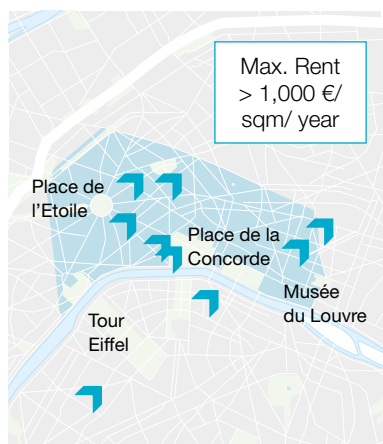 Max. Rent
> 1,000 €/
sqm/ year
Place de
l'Etoile
Place de la
Concorde
Musée
du Louvre
Tour
Eiffel